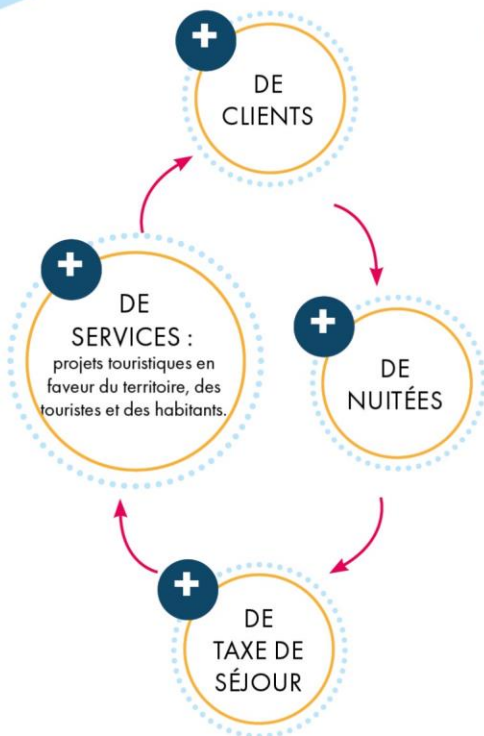 +
DE
CLIENTS
+
DE
SERVICES :
projets touristiques en
faveur du territoire, des
touristes et des habitants.
+
DE
NUITÉES
+
DE
TAXE DE
SÉJOUR